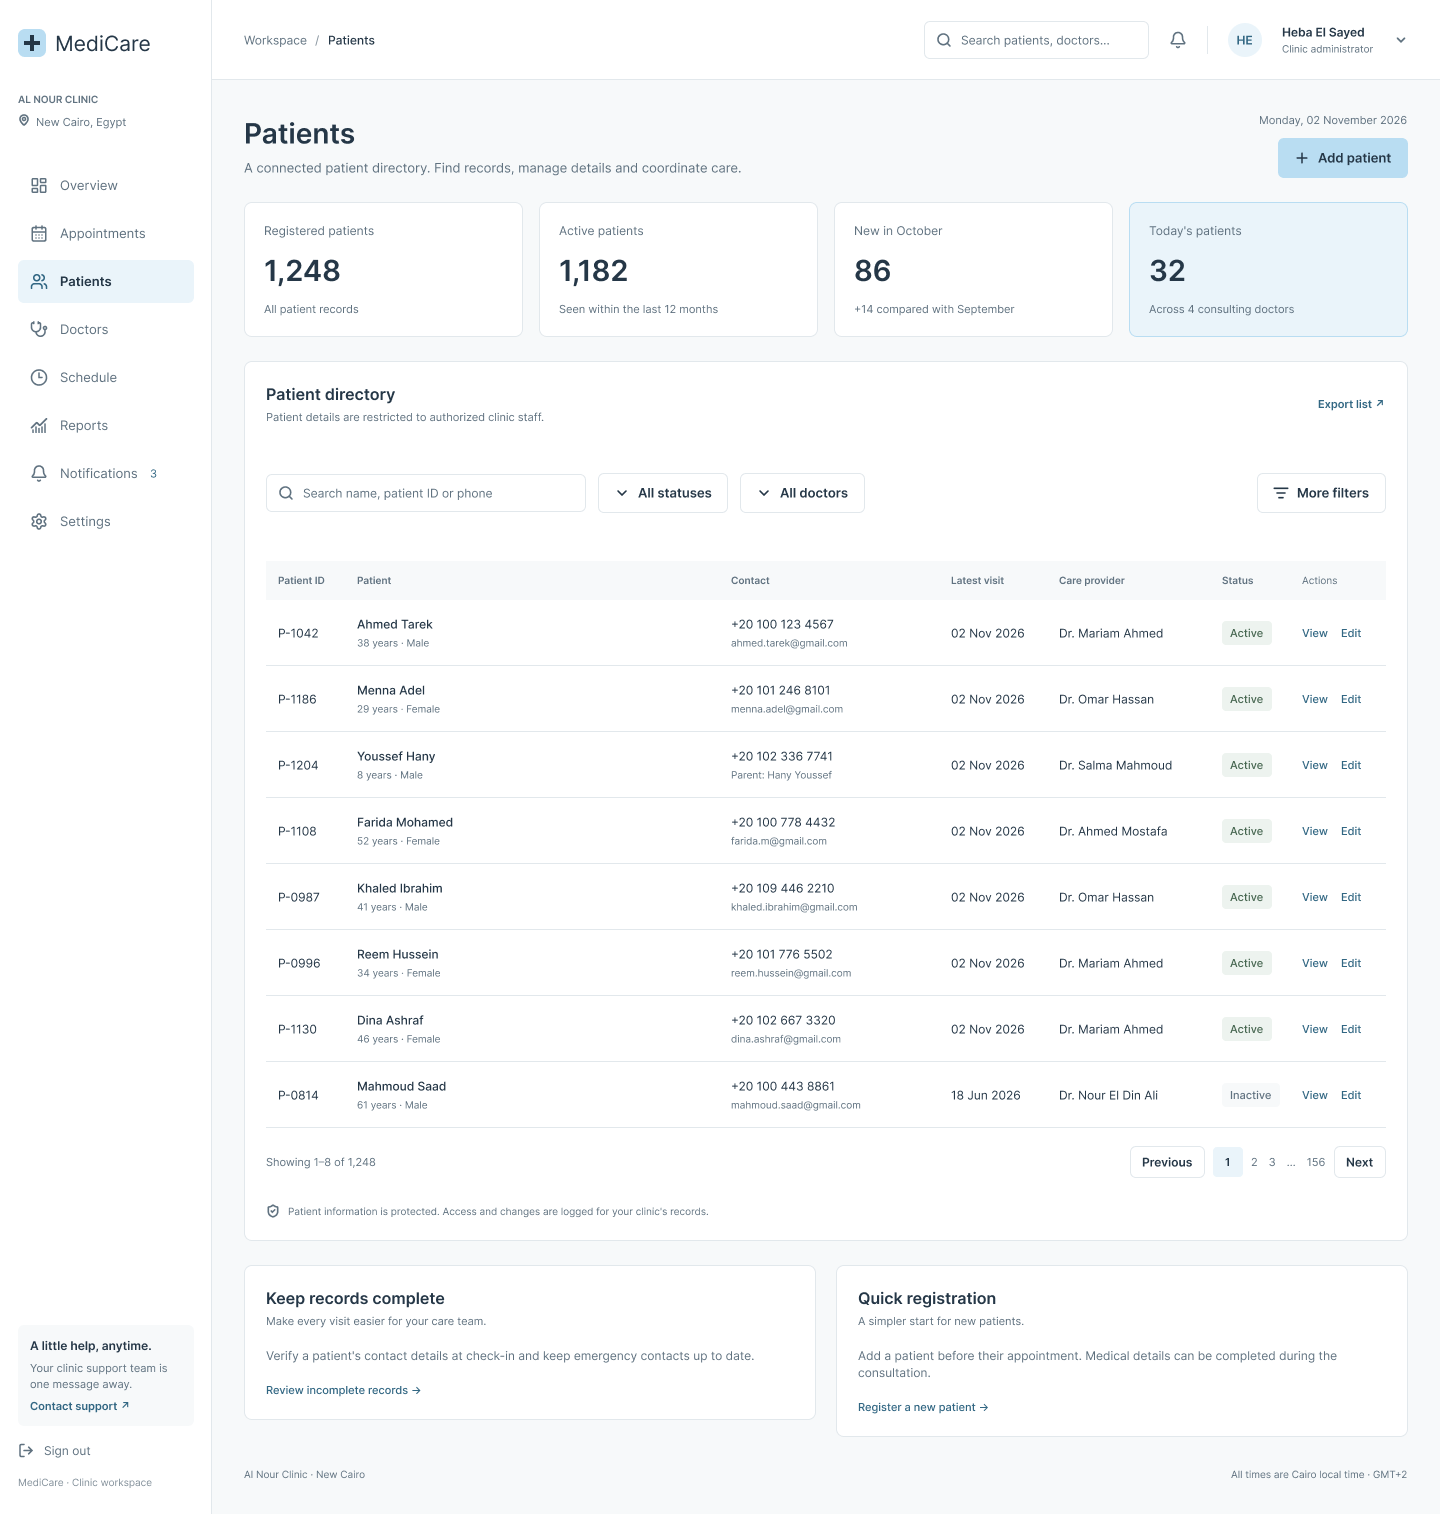 MediCare
AL NOUR CLINIC
New Cairo, Egypt
Overview
Appointments
Patients
Doctors
Schedule
Reports
Notifications 3
Settings
A little help, anytime.
Your clinic support team is
one message away.
Contact support ↗
Sign out
MediCare · Clinic workspace
Workspace / Patients
Search patients, doctors...
HE
Heba El Sayed
Clinic administrator
Patients
A connected patient directory. Find records, manage details and coordinate care.
Monday, 02 November 2026
Add patient
Registered patients
1,248
All patient records
Active patients
1,182
Seen within the last 12 months
New in October
86
+14 compared with September
Today's patients
32
Across 4 consulting doctors
Patient directory
Patient details are restricted to authorized clinic staff.
Export list ↗
Search name, patient ID or phone
All statuses
All doctors
More filters
Patient ID Patient Contact Latest visit Care provider Status Actions
P-1042 Ahmed Tarek +20 100 123 4567 02 Nov 2026 Dr. Mariam Ahmed Active View Edit
38 years · Male ahmed.tarek@gmail.com
P-1186 Menna Adel +20 101 246 8101 02 Nov 2026 Dr. Omar Hassan Active View Edit
29 years · Female menna.adel@gmail.com
P-1204 Youssef Hany +20 102 336 7741 02 Nov 2026 Dr. Salma Mahmoud Active View Edit
8 years · Male Parent: Hany Youssef
P-1108 Farida Mohamed +20 100 778 4432 02 Nov 2026 Dr. Ahmed Mostafa Active View Edit
52 years · Female farida.m@gmail.com
P-0987 Khaled Ibrahim +20 109 446 2210 02 Nov 2026 Dr. Omar Hassan Active View Edit
41 years · Male khaled.ibrahim@gmail.com
P-0996 Reem Hussein +20 101 776 5502 02 Nov 2026 Dr. Mariam Ahmed Active View Edit
34 years · Female reem.hussein@gmail.com
P-1130 Dina Ashraf +20 102 667 3320 02 Nov 2026 Dr. Mariam Ahmed Active View Edit
46 years · Female dina.ashraf@gmail.com
P-0814 Mahmoud Saad +20 100 443 8861 18 Jun 2026 Dr. Nour El Din Ali Inactive View Edit
61 years · Male mahmoud.saad@gmail.com
Showing 1–8 of 1,248
Previous 1 2 3 ... 156 Next
Patient information is protected. Access and changes are logged for your clinic's records.
Keep records complete
Make every visit easier for your care team.
Verify a patient's contact details at check-in and keep emergency contacts up to date.
Review incomplete records →
Quick registration
A simpler start for new patients.
Add a patient before their appointment. Medical details can be completed during the
consultation.
Register a new patient →
Al Nour Clinic · New Cairo
All times are Cairo local time · GMT+2